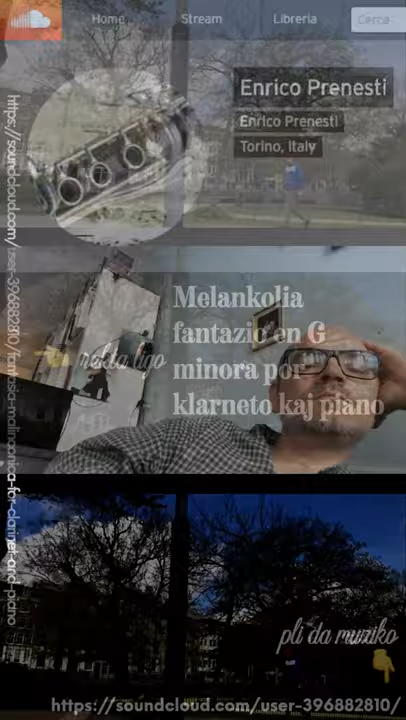 Home Stream Libreria Cerca
Enrico Prenesti
Enrico Prenesti
Torino, Italy
Melankolia
fantazio en G
minora por
klarneto kaj piano
rekta ligo
https://soundcloud.com/user-396882810/fantasia-malinconica-for-clarinet-and-piano
pli da muziko
https://soundcloud.com/user-396882810/